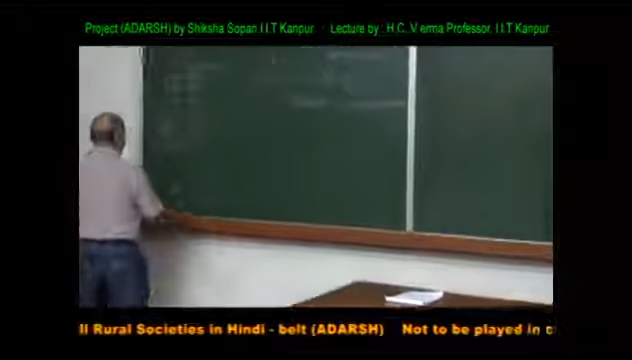 Project (ADARSH) by Shiksha Sopan I.I.T Kanpur : Lecture by : H.C. Verma Professor, I.I.T Kanpur
ll Rural Societies in Hindi - belt (ADARSH) Not to be played in c